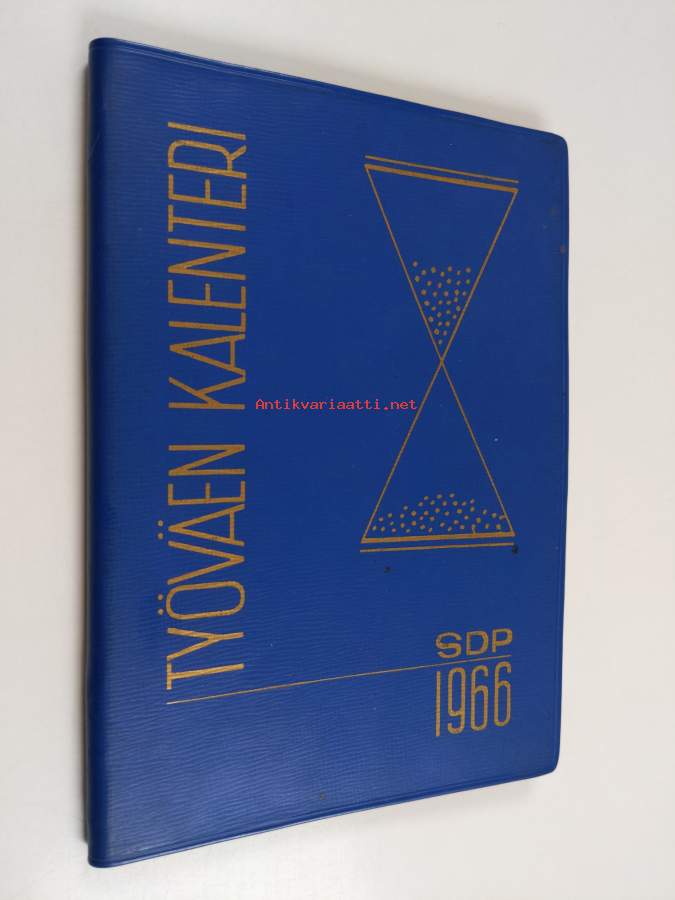 TYÖVÄEN KALENTERI
Antikvariaatti.net
SDP
1966